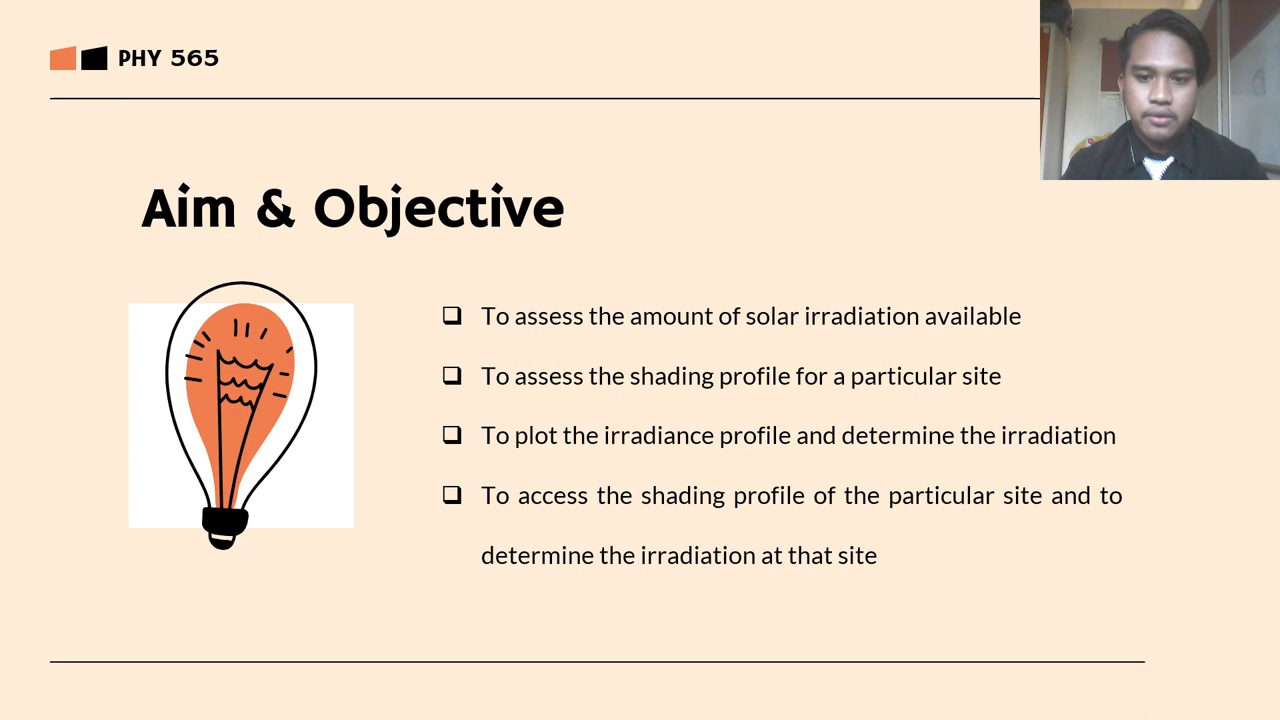 PHY 565
Aim & Objective
❑ To assess the amount of solar irradiation available
❑ To assess the shading profile for a particular site
❑ To plot the irradiance profile and determine the irradiation
❑ To access the shading profile of the particular site and to
determine the irradiation at that site